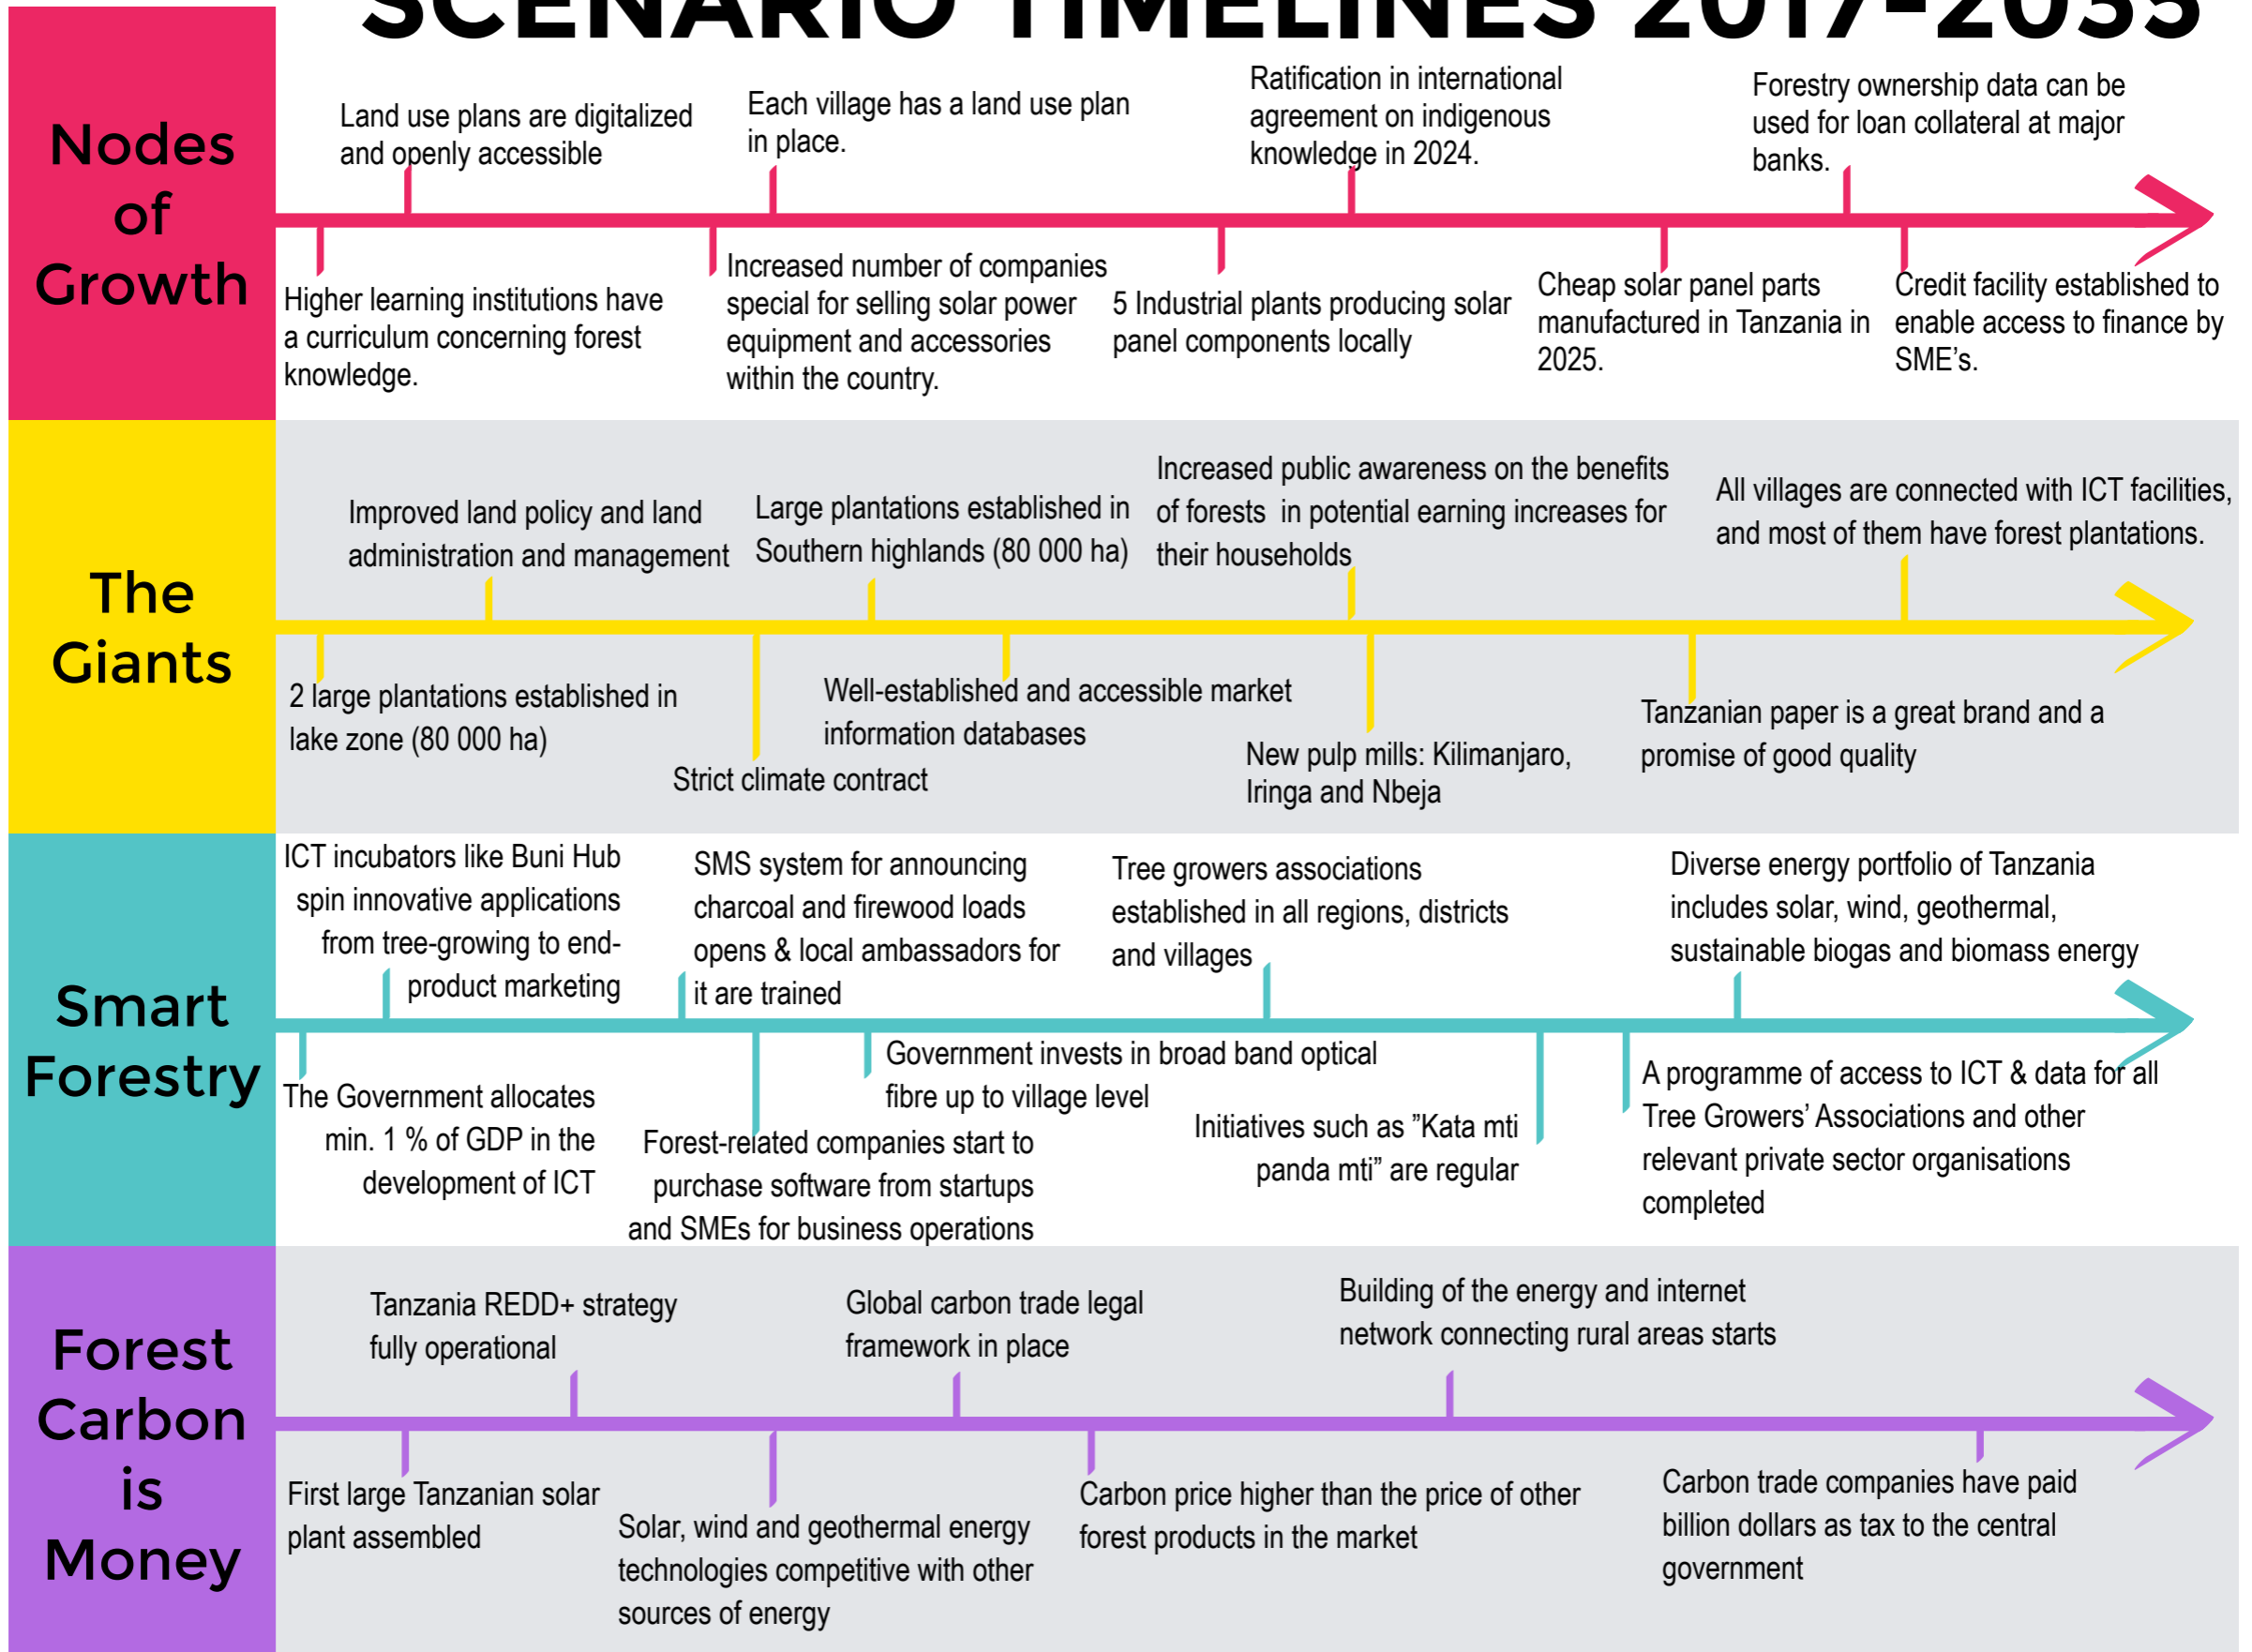 SCENARIO TIMELINES 2017-2035
Nodes
of
Growth
Land use plans are digitalized
and openly accessible
Each village has a land use plan
in place.
Ratification in international
agreement on indigenous
knowledge in 2024.
Forestry ownership data can be
used for loan collateral at major
banks.
Higher learning institutions have
a curriculum concerning forest
knowledge.
Increased number of companies
special for selling solar power
equipment and accessories
within the country.
5 Industrial plants producing solar
panel components locally
Cheap solar panel parts
manufactured in Tanzania in
2025.
Credit facility established to
enable access to finance by
SME's.
The
Giants
Improved land policy and land
administration and management
Large plantations established in
Southern highlands (80 000 ha)
Increased public awareness on the benefits
of forests  in potential earning increases for
their households
All villages are connected with ICT facilities,
and most of them have forest plantations.
2 large plantations established in
lake zone (80 000 ha)
Strict climate contract
Well-established and accessible market
information databases
New pulp mills: Kilimanjaro,
Iringa and Nbeja
Tanzanian paper is a great brand and a
promise of good quality
Smart
Forestry
ICT incubators like Buni Hub
spin innovative applications
from tree-growing to end-
product marketing
SMS system for announcing
charcoal and firewood loads
opens & local ambassadors for
it are trained
Tree growers associations
established in all regions, districts
and villages
Diverse energy portfolio of Tanzania
includes solar, wind, geothermal,
sustainable biogas and biomass energy
The Government allocates
min. 1 % of GDP in the
development of ICT
Forest-related companies start to
purchase software from startups
and SMEs for business operations
Government invests in broad band optical
fibre up to village level
Initiatives such as ”Kata mti
panda mti” are regular
A programme of access to ICT & data for all
Tree Growers’ Associations and other
relevant private sector organisations
completed
Forest
Carbon
is
Money
Tanzania REDD+ strategy
fully operational
Global carbon trade legal
framework in place
Building of the energy and internet
network connecting rural areas starts
First large Tanzanian solar
plant assembled
Solar, wind and geothermal energy
technologies competitive with other
sources of energy
Carbon price higher than the price of other
forest products in the market
Carbon trade companies have paid
billion dollars as tax to the central
government